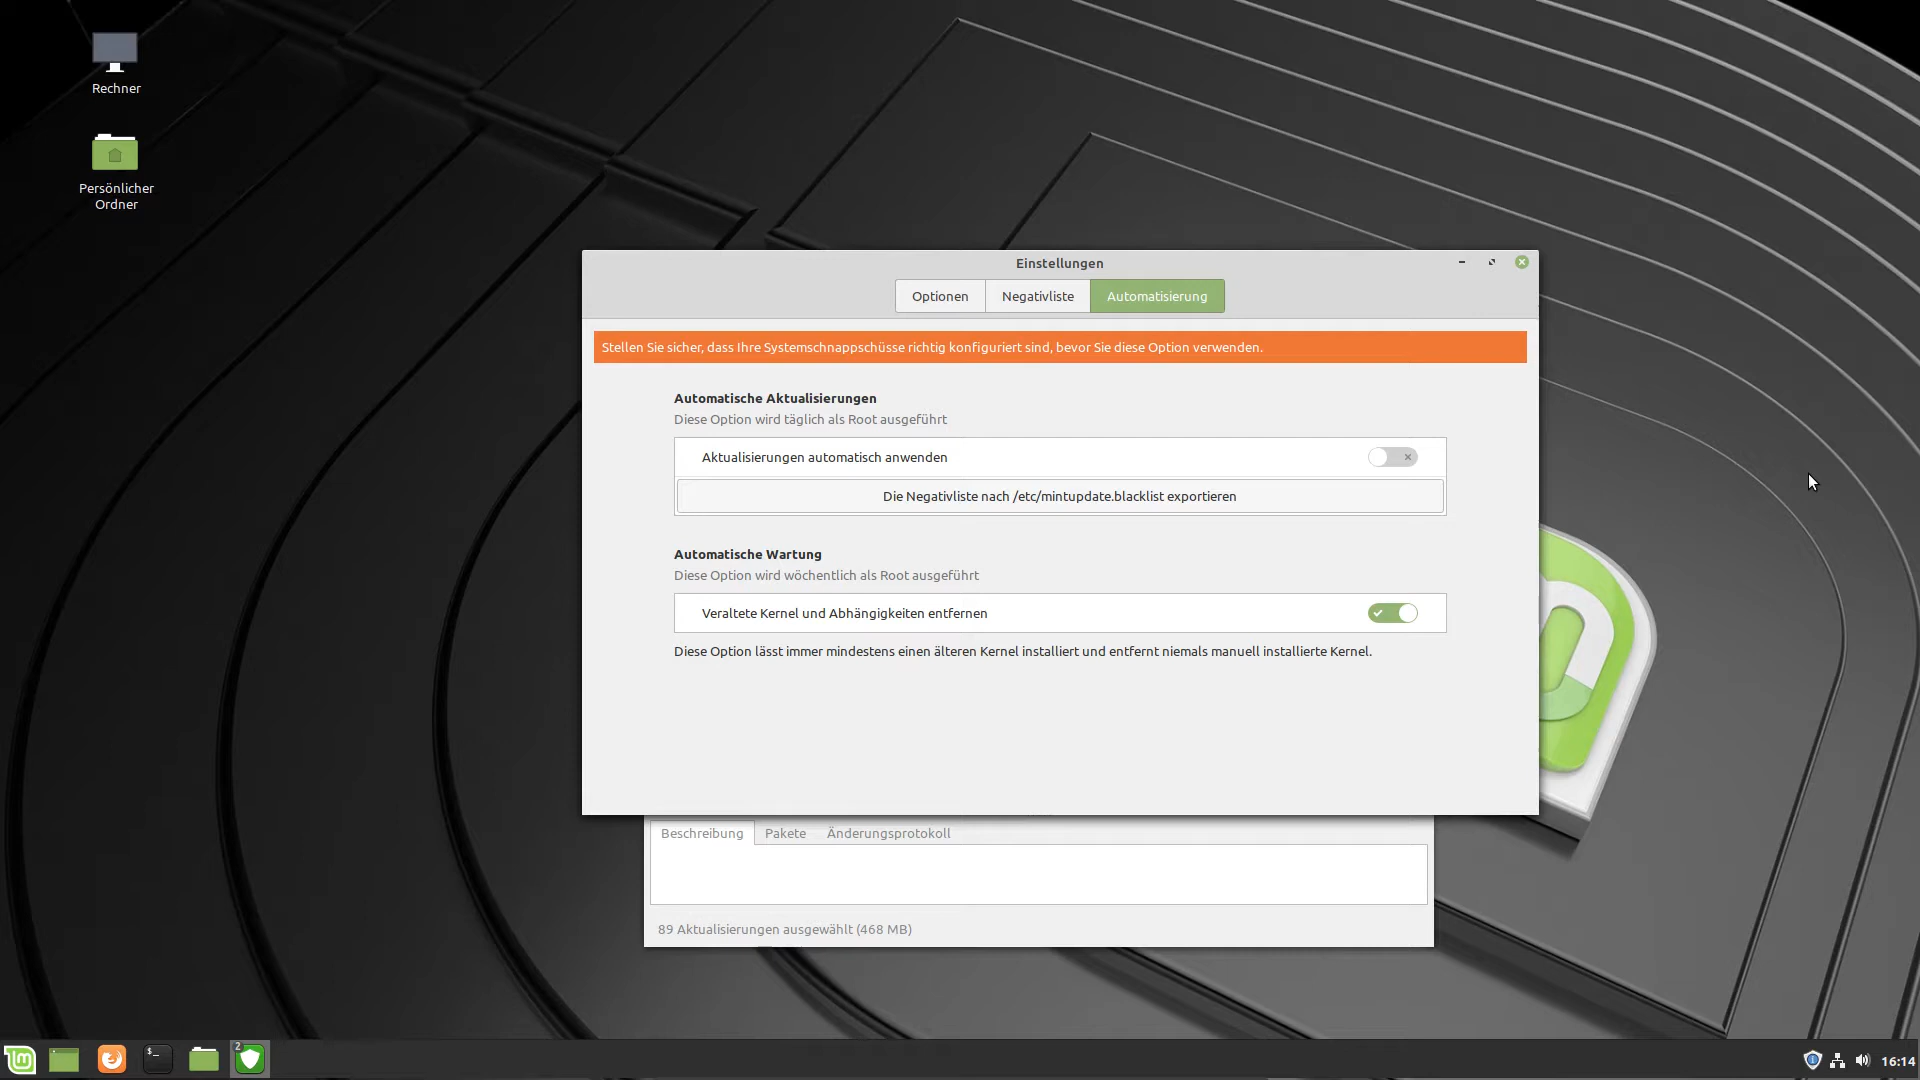 Rechner
Persönlicher
Ordner
Einstellungen
Optionen
Negativliste
Automatisierung
Stellen Sie sicher, dass Ihre Systemschnappschüsse richtig konfiguriert sind, bevor Sie diese Option verwenden.
Automatische Aktualisierungen
Diese Option wird täglich als Root ausgeführt
Aktualisierungen automatisch anwenden
Die Negativliste nach /etc/mintupdate.blacklist exportieren
Automatische Wartung
Diese Option wird wöchentlich als Root ausgeführt
Veraltete Kernel und Abhängigkeiten entfernen
Diese Option lässt immer mindestens einen älteren Kernel installiert und entfernt niemals manuell installierte Kernel.
Beschreibung
Pakete
Änderungsprotokoll
89 Aktualisierungen ausgewählt (468 MB)
$_
2
16:14